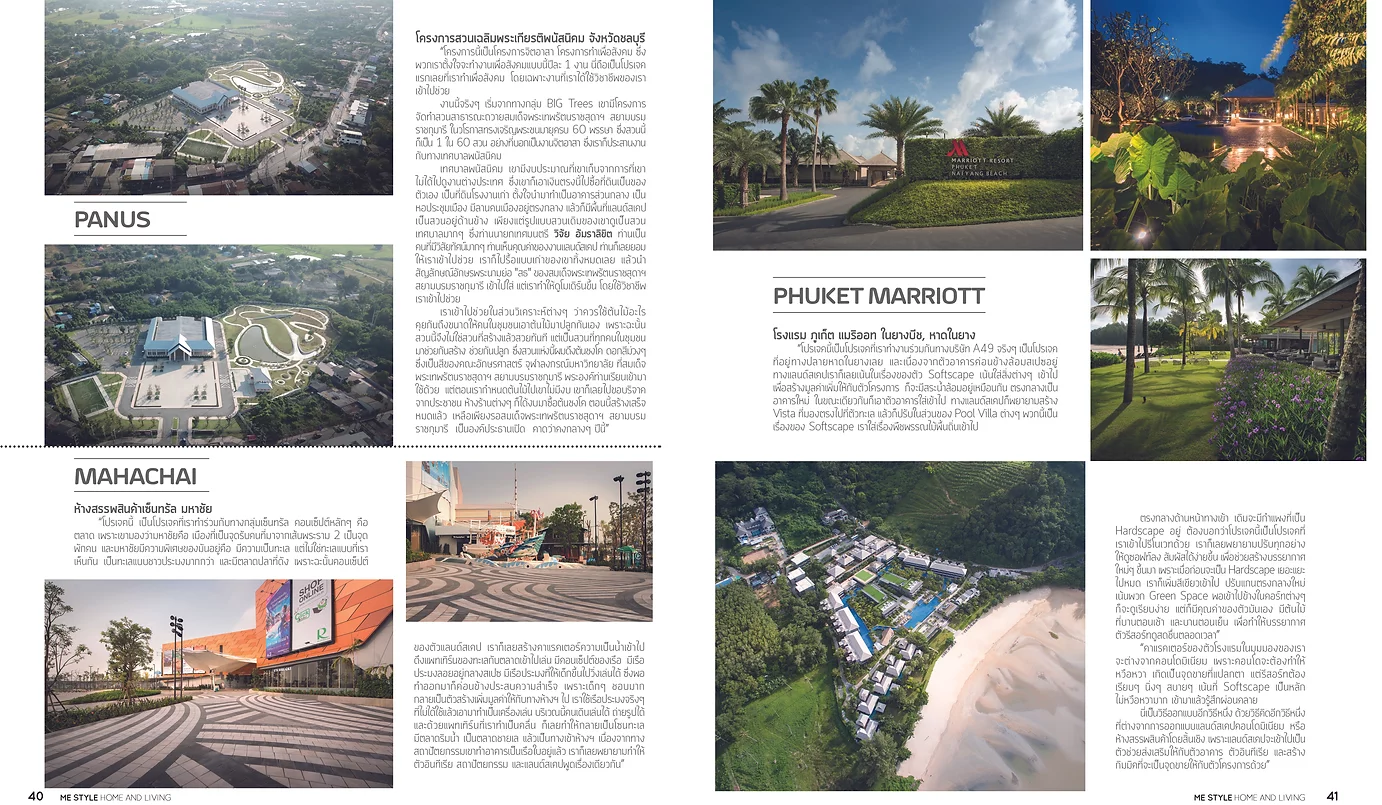 PANUS
โครงการสวนเฉลิมพระเกียรติพนัสนิคม จังหวัดชลบุรี
"โครงการนี้เป็นโครงการจิตอาสา โครงการทำเพื่อสังคม ซึ่ง
พวกเราตั้งใจจะทำงานเพื่อสังคมแบบนี้ปีละ 1 งาน นี่ถือเป็นโปรเจค
แรกเลยที่เราทำเพื่อสังคม โดยเฉพาะงานที่เราได้ใช้วิชาชีพของเรา
เข้าไปช่วย
งานนี้จริงๆ เริ่มจากทางกลุ่ม BIG Trees เขามีโครงการ
จัดทำสวนสาธารณะถวายสมเด็จพระเทพรัตนราชสุดาฯ สยามบรม
ราชกุมารี ในวโรกาสทรงเจริญพระชนมายุครบ 60 พรรษา ซึ่งสวนนี้
ก็เป็น 1 ใน 60 สวน อย่างที่บอกเป็นงานจิตอาสา ซึ่งเราก็ประสานงาน
กับทางเทศบาลพนัสนิคม
เทศบาลพนัสนิคม เขามีงบประมาณที่เขาเก็บจากการที่เขา
ไม่ได้ไปดูงานต่างประเทศ ซึ่งเขาก็เอาเงินตรงนี้ไปซื้อที่ดินเป็นของ
ตัวเอง เป็นที่ดินโรงงานเก่า ตั้งใจนำมาทำเป็นอาคารส่วนกลาง เป็น
หอประชุมเมือง มีลานคนเมืองอยู่ตรงกลาง แล้วก็มีพื้นที่แลนด์สเคป
เป็นสวนอยู่ด้านข้าง เพียงแต่รูปแบบสวนเดิมของเขาดูเป็นสวน
เทศบาลมากๆ ซึ่งท่านนายกเทศมนตรี วิจัย อัมราลิขิต ท่านเป็น
คนที่มีวิสัยทัศน์มากๆ ท่านเห็นคุณค่าของงานแลนด์สเคป ท่านก็เลยยอม
ให้เราเข้าไปช่วย เราก็ไปรื้อแบบเก่าของเขาทิ้งหมดเลย แล้วนำ
สัญลักษณ์อักษรพระนามย่อ "สธ" ของสมเด็จพระเทพรัตนราชสุดาฯ
สยามบรมราชกุมารี เข้าไปใส่ แต่เราทำให้ดูโมเดิร์นขึ้น โดยใช้วิชาชีพ
เราเข้าไปช่วย
เราเข้าไปช่วยในส่วนวิเคราะห์ต่างๆ ว่าควรใช้ต้นไม้อะไร
คุยกันถึงขนาดให้คนในชุมชนเอาต้นไม้มาปลูกกันเอง เพราะฉะนั้น
สวนนี้จึงไม่ใช่สวนที่สร้างแล้วสวยทันที แต่เป็นสวนที่ทุกคนในชุมชน
มาช่วยกันสร้าง ช่วยกันปลูก ซึ่งสวนแห่งนี้ผมดึงต้นชงโค ดอกสีม่วงๆ
ซึ่งเป็นสีของคณะอักษรศาสตร์ จุฬาลงกรณ์มหาวิทยาลัย ที่สมเด็จ
พระเทพรัตนราชสุดาฯ สยามบรมราชกุมารี พระองค์ท่านเรียนเข้ามา
ใช้ด้วย แต่ตอนเรากำหนดต้นไม้ไปเขาไม่มีงบ เขาก็เลยไปขอบริจาค
จากประชาชน ห้างร้านต่างๆ ก็ได้งบมาซื้อต้นชงโค ตอนนี้สร้างเสร็จ
หมดแล้ว เหลือเพียงรอสมเด็จพระเทพรัตนราชสุดาฯ สยามบรม
ราชกุมารี เป็นองค์ประธานเปิด คาดว่าคงกลางๆ ปีนี้"
MAHACHAI
ห้างสรรพสินค้าเซ็นทรัล มหาชัย
"โปรเจคนี้ เป็นโปรเจคที่เราทำร่วมกับทางกลุ่มเซ็นทรัล คอนเซ็ปต์หลักๆ คือ
ตลาด เพราะเขามองว่ามหาชัยคือ เมืองที่เป็นจุดรับคนที่มาจากเส้นพระราม 2 เป็นจุด
พักคน และมหาชัยมีความพิเศษของมันอยู่คือ มีความเป็นทะเล แต่ไม่ใช่ทะเลแบบที่เรา
เห็นกัน เป็นทะเลแบบชาวประมงมากกว่า และมีตลาดปลาที่ดัง เพราะฉะนั้นคอนเซ็ปต์
ของตัวแลนด์สเคป เราก็เลยสร้างคาแรคเตอร์ความเป็นน้ำเข้าไป
ดึงแพทเทิร์นของทะเลกับตลาดเข้าไปเล่น มีคอนเซ็ปต์ของเรือ มีเรือ
ประมงลอยอยู่กลางสเปซ มีเรือประมงที่ให้เด็กขึ้นไปวิ่งเล่นได้ ซึ่งพอ
ทำออกมาก็ค่อนข้างประสบความสำเร็จ เพราะเด็กๆ ชอบมาก
กลายเป็นตัวสร้างเพิ่มมูลค่าให้กับทางห้างฯ ไป เราใช้เรือประมงจริงๆ
ที่ไม่ได้ใช้แล้วเอามาทำเป็นเครื่องเล่น บริเวณนี้คนเดินเล่นได้ ถ่ายรูปได้
และด้วยแพทเทิร์นที่เราทำเป็นคลื่น ก็เลยทำให้กลายเป็นโซนทะเล
มีตลาดริมน้ำ เป็นตลาดชายเล แล้วเป็นทางเข้าห้างฯ เนื่องจากทาง
สถาปัตยกรรมเขาทำอาคารเป็นเรือใบอยู่แล้ว เราก็เลยพยายามทำให้
ตัวอินทีเรีย สถาปัตยกรรม และแลนด์สเคปพูดเรื่องเดียวกัน"
SHOP
ONLINE
40 ME STYLE HOME AND LIVING
MARRIOTT RESORT
PHUKET
NAI YANG BEACH
PHUKET MARRIOTT
โรงแรม ภูเก็ต แมริออท ในยางบีช, หาดในยาง
"โปรเจคนี้เป็นโปรเจคที่เราทำงานร่วมกันทางบริษัท A49 จริงๆ เป็นโปรเจค
ที่อยู่ทางปลายหาดในยางเลย และเนื่องจากตัวอาคารค่อนข้างล้อมสเปซอยู่
ทางแลนด์สเคปเราก็เลยเน้นในเรื่องของตัว Softscape เน้นใส่สิ่งต่างๆ เข้าไป
เพื่อสร้างมูลค่าเพิ่มให้กับตัวโครงการ ก็จะมีสระน้ำล้อมอยู่เหมือนกัน ตรงกลางเป็น
อาคารใหม่ ในขณะเดียวกันก็เอาตัวอาคารใส่เข้าไป ทางแลนด์สเคปก็พยายามสร้าง
Vista ที่มองตรงไปที่ตัวทะเล แล้วก็ปรับในส่วนของ Pool Villa ต่างๆ พวกนี้เป็น
เรื่องของ Softscape เราใส่เรื่องพืชพรรณไม้พื้นถิ่นเข้าไป
ตรงกลางด้านหน้าทางเข้า เดิมจะมีกำแพงที่เป็น
Hardscape อยู่ ต้องบอกว่าโปรเจคนี้เป็นโปรเจคที่
เราเข้าไปรีโนเวทด้วย เราก็เลยพยายามปรับทุกอย่าง
ให้ดูซอฟท์ลง สัมผัสได้ง่ายขึ้น เพื่อช่วยสร้างบรรยากาศ
ใหม่ๆ ขึ้นมา เพราะเมื่อก่อนจะเป็น Hardscape เยอะแยะ
ไปหมด เราก็เพิ่มสีเขียวเข้าไป ปรับแทนตรงกลางใหม่
เน้นพวก Green Space พอเข้าไปข้างในคอร์ทต่างๆ
ก็จะดูเรียบง่าย แต่ก็มีคุณค่าของตัวมันเอง มีต้นไม้
ที่บานตอนเช้า และบานตอนเย็น เพื่อทำให้บรรยากาศ
ตัวรีสอร์ทดูสดชื่นตลอดเวลา"
"คาแรคเตอร์ของตัวโรงแรมในมุมมองของเรา
จะต่างจากคอนโดมิเนียม เพราะคอนโดจะต้องทำให้
หวือหวา เกิดเป็นจุดขายที่แปลกตา แต่รีสอร์ทต้อง
เรียบๆ นิ่งๆ สบายๆ เน้นที่ Softscape เป็นหลัก
ไม่หวือหวามาก เข้ามาแล้วรู้สึกผ่อนคลาย
นี่เป็นวิธีออกแบบอีกวิธีหนึ่ง ด้วยวิธีคิดอีกวิธีหนึ่ง
ที่ต่างจากการออกแบบแลนด์สเคปคอนโดมิเนียม หรือ
ห้างสรรพสินค้าโดยสิ้นเชิง เพราะแลนด์สเคปจะเข้าไปเป็น
ตัวช่วยส่งเสริมให้กับตัวอาคาร ตัวอินทีเรีย และสร้าง
กิมมิคที่จะเป็นจุดขายให้กับตัวโครงการด้วย"
ME STYLE HOME AND LIVING 41